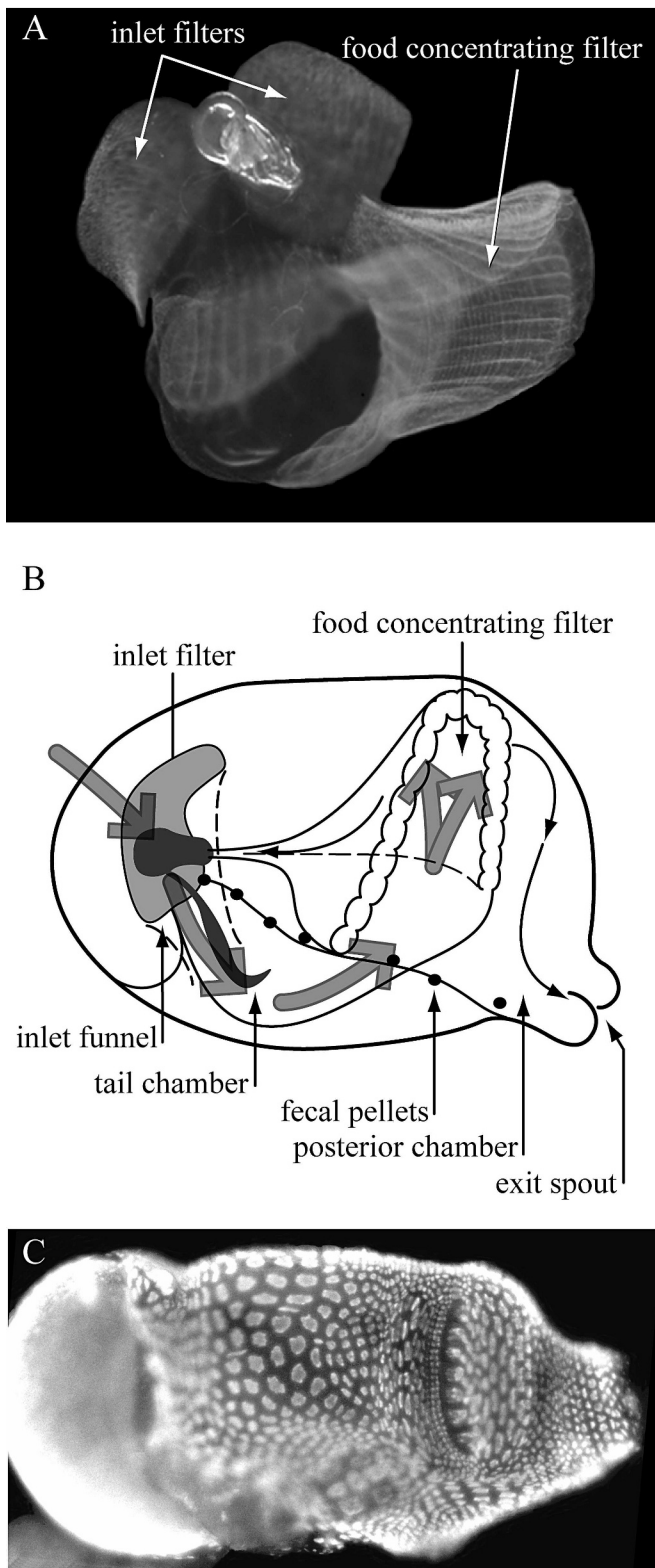 A
inlet filters
food concentrating filter
B
food concentrating filter
inlet filter
inlet funnel
tail chamber
fecal pellets
posterior chamber
exit spout
C